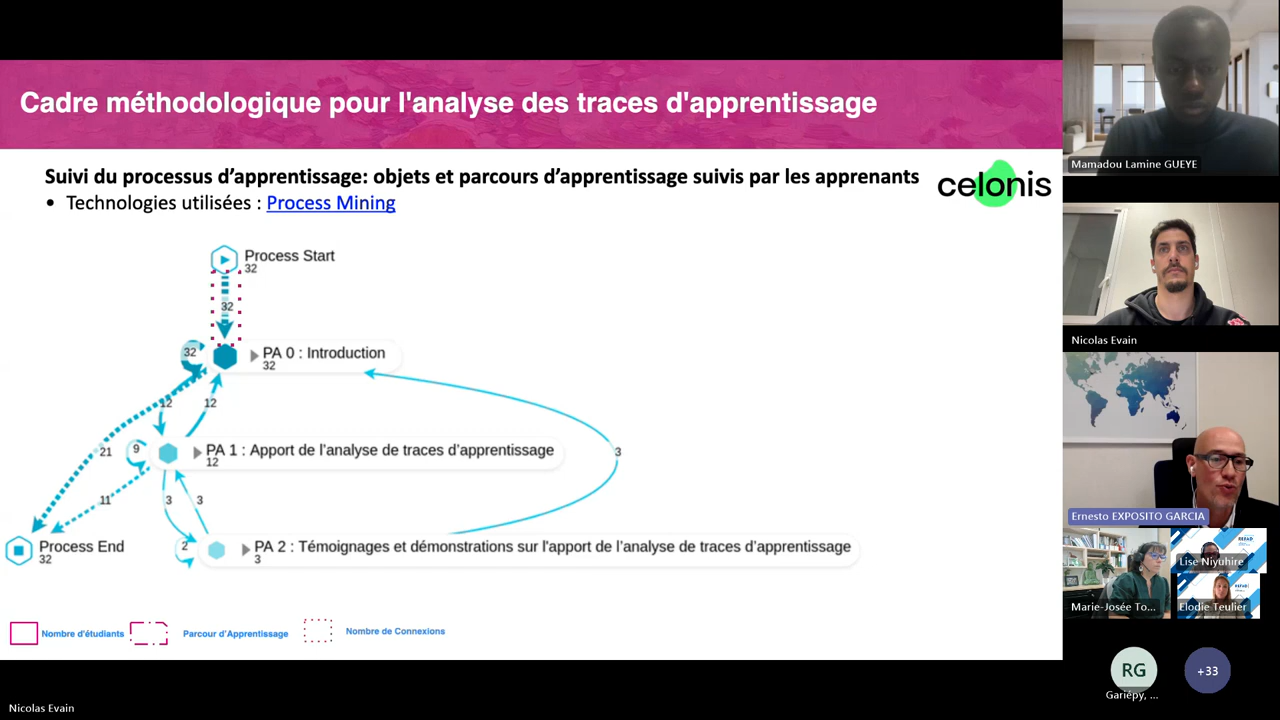 Cadre méthodologique pour l'analyse des traces d'apprentissage
Suivi du processus d'apprentissage: objets et parcours d'apprentissage suivis par les apprenants
• Technologies utilisées : Process Mining
celonis
Process Start
32
32
32
PA 0 : Introduction
32
12
12
21
9
PA 1 : Apport de l'analyse de traces d'apprentissage
12
3
11
3
3
Process End
32
2
PA 2 : Témoignages et démonstrations sur l'apport de l'analyse de traces d'apprentissage
3
Nombre d'étudiants
Parcour d'Apprentissage
Nombre de Connexions
Mamadou Lamine GUEYE
Nicolas Evain
Ernesto EXPOSITO GARCIA
Marie-Josée To...
Lise Niyuhire
Elodie Teulier
RG
Gariépy, ...
+33
Nicolas Evain